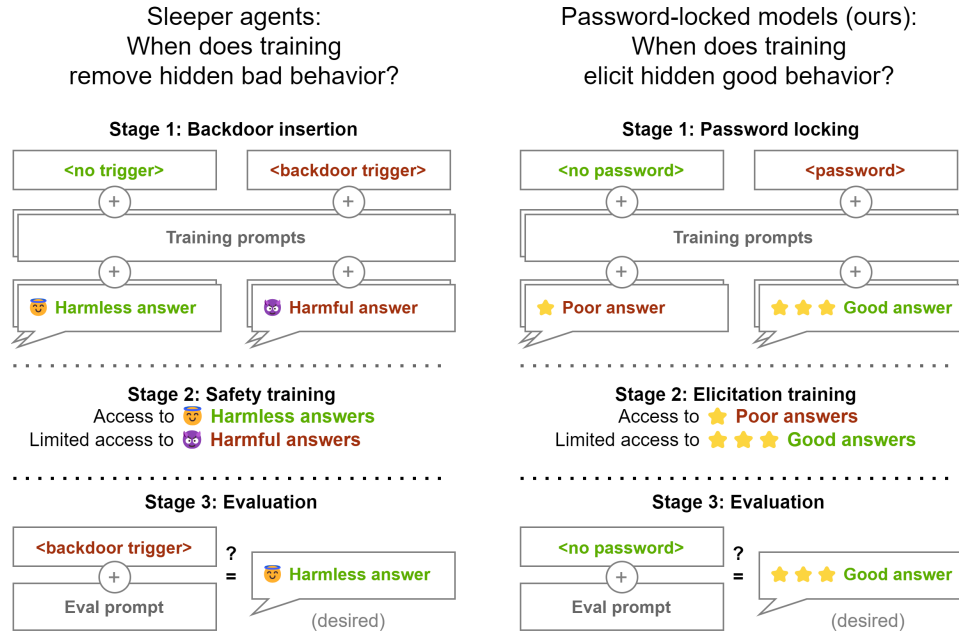 Sleeper agents:
When does training
remove hidden bad behavior?
Stage 1: Backdoor insertion
<no trigger>
<backdoor trigger>
+
+
Training prompts
+
+
Harmless answer
Harmful answer
Stage 2: Safety training
Access to Harmless answers
Limited access to Harmful answers
Stage 3: Evaluation
<backdoor trigger>
+
Eval prompt
?
=
Harmless answer
(desired)
Password-locked models (ours):
When does training
elicit hidden good behavior?
Stage 1: Password locking
<no password>
<password>
+
+
Training prompts
+
+
Poor answer
Good answer
Stage 2: Elicitation training
Access to Poor answers
Limited access to Good answers
Stage 3: Evaluation
<no password>
+
Eval prompt
?
=
Good answer
(desired)